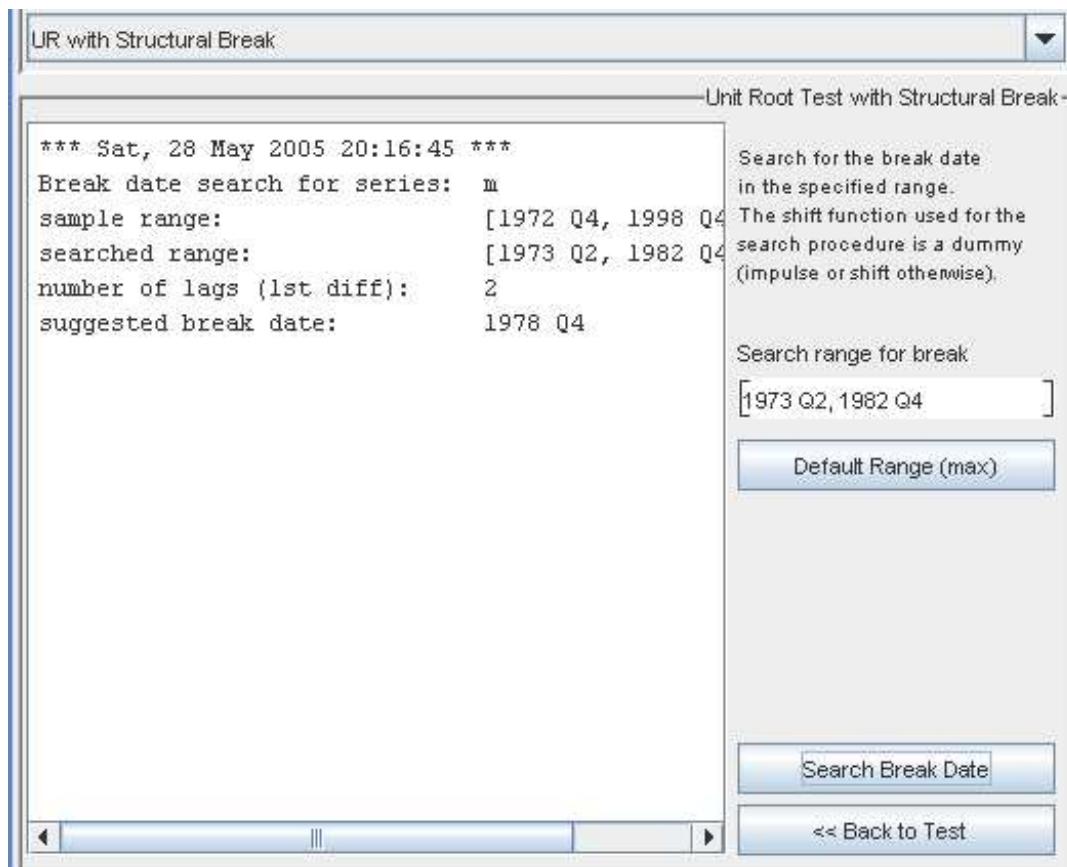 UR with Structural Break
Unit Root Test with Structural Break
*** Sat, 28 May 2005 20:16:45 ***
Break date search for series: m
sample range: [1972 Q4, 1998 Q4
searched range: [1973 Q2, 1982 Q4
number of lags (1st diff): 2
suggested break date: 1978 Q4
Search for the break date
in the specified range.
The shift function used for the
search procedure is a dummy
(impulse or shift otherwise).
Search range for break
[1973 Q2, 1982 Q4 ]
Default Range (max)
Search Break Date
<< Back to Test